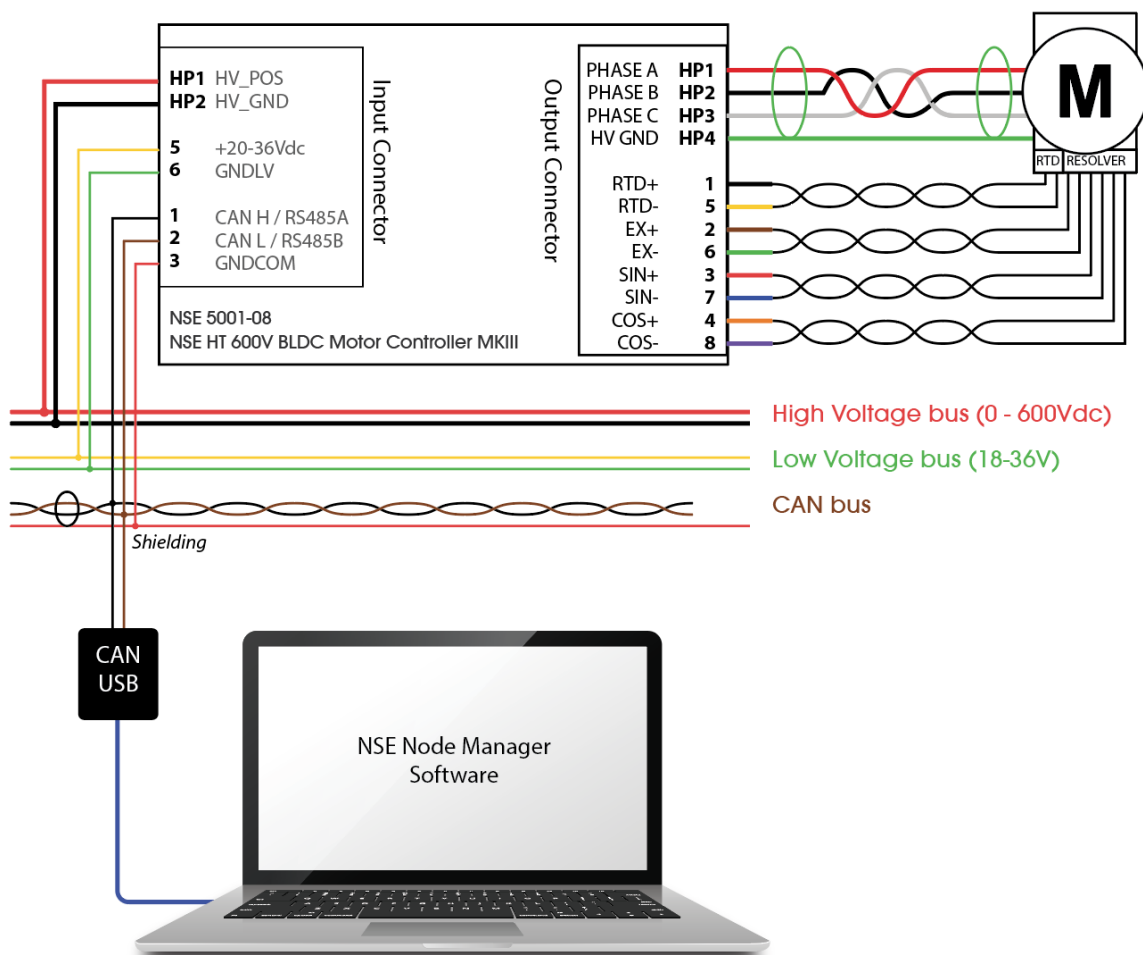 HP1 HV_POS
HP2 HV_GND
5 +20-36Vdc
6 GNDLV
1 CAN H / RS485A
2 CAN L / RS485B
3 GNDCOM
Input Connector
NSE 5001-08
NSE HT 600V BLDC Motor Controller MKIII
Output Connector
PHASE A HP1
PHASE B HP2
PHASE C HP3
HV GND HP4
RTD+ 1
RTD- 5
EX+ 2
EX- 6
SIN+ 3
SIN- 7
COS+ 4
COS- 8
M
RTD RESOLVER
High Voltage bus (0 - 600Vdc)
Low Voltage bus (18-36V)
CAN bus
Shielding
CAN
USB
NSE Node Manager
Software